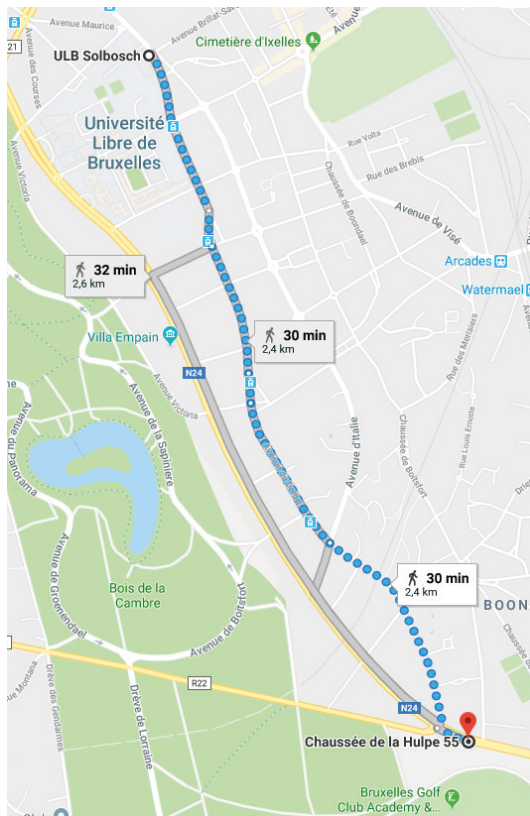 Avenue Maurice
Avenue Brillat-Sav
21
ULB Solbosch
Cimetière d'Ixelles
Avenue
Avenue des Courses
Université
Libre de
Bruxelles
Rue Volta
Rue des Brebis
Avenue Victoria
Chaussée de Boondael
Avenue de Visé
Arcades
32 min
2,6 km
Watermael
30 min
2,4 km
Villa Empain
N24
Avenue Victoria
Rue des Merisiers
Avenue de la Sapinière
Avenue du Panorama
Chaussée de Boitsfort
Rue Louis Ernotte
Avenue d'Italie
Drie
Avenue de Groenendael
30 min
2,4 km
Bois de la
Cambre
Avenue de Boitsfort
BOON
Rue Montana
R22
Drève des Gendarmes
Drève de Lorraine
N24
Chaussée de la Hulpe 55
Bruxelles Golf
Club Academy &...